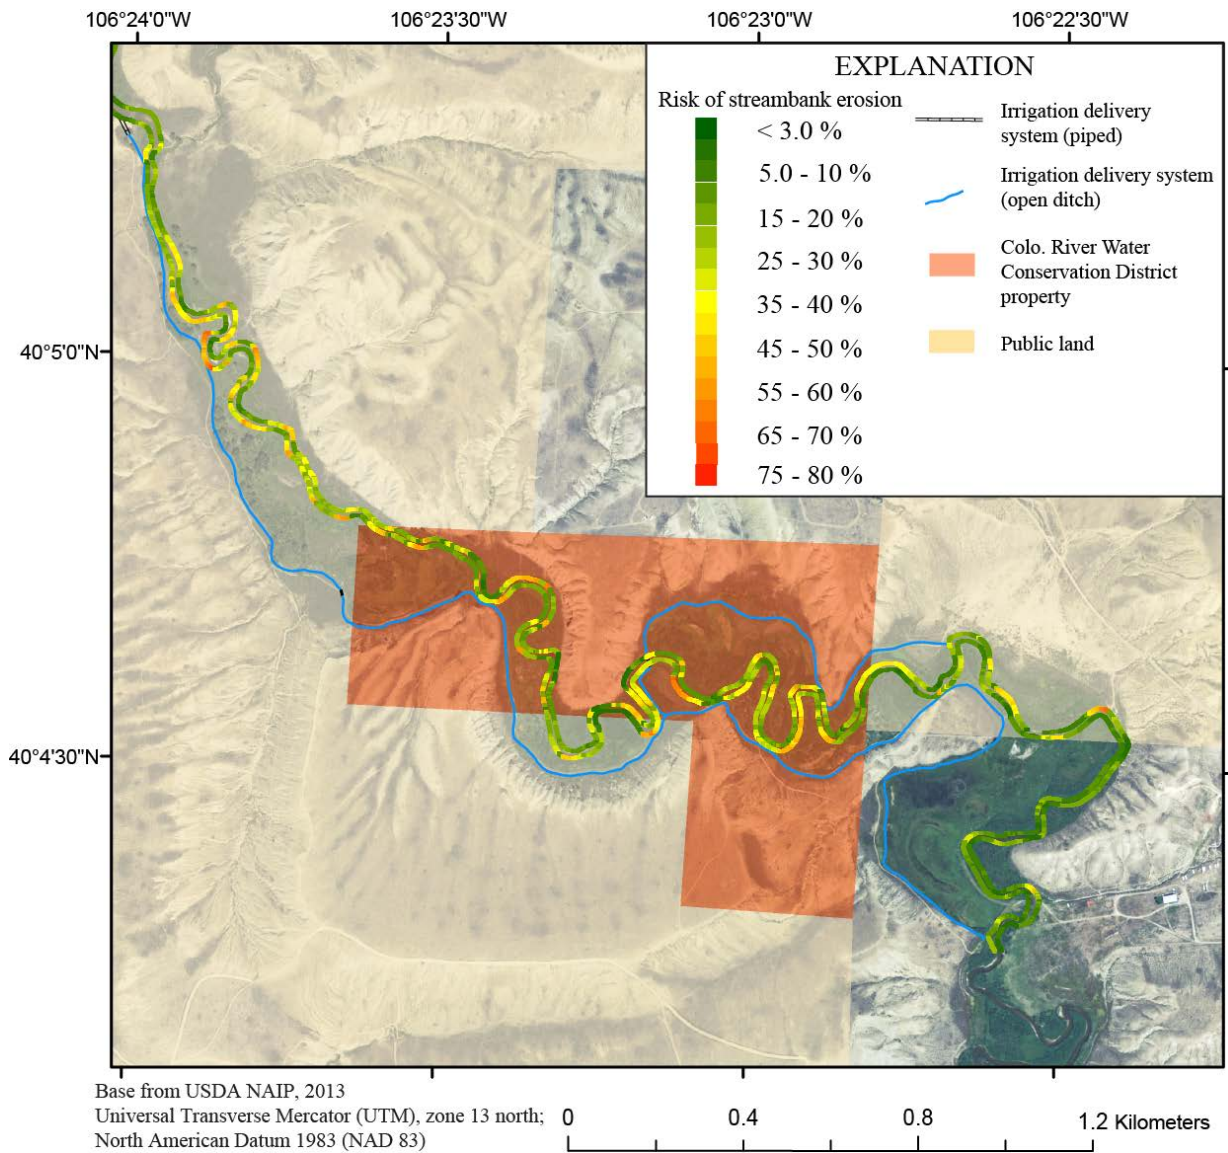 106°24'0"W 106°23'30"W 106°23'0"W 106°22'30"W
EXPLANATION
Risk of streambank erosion
< 3.0 %
5.0 - 10 %
15 - 20 %
25 - 30 %
35 - 40 %
45 - 50 %
55 - 60 %
65 - 70 %
75 - 80 %
Irrigation delivery
system (piped)
Irrigation delivery system
(open ditch)
Colo. River Water
Conservation District
property
Public land
40°5'0"N
40°4'30"N
Base from USDA NAIP, 2013
Universal Transverse Mercator (UTM), zone 13 north;
North American Datum 1983 (NAD 83)
0 0.4 0.8 1.2 Kilometers